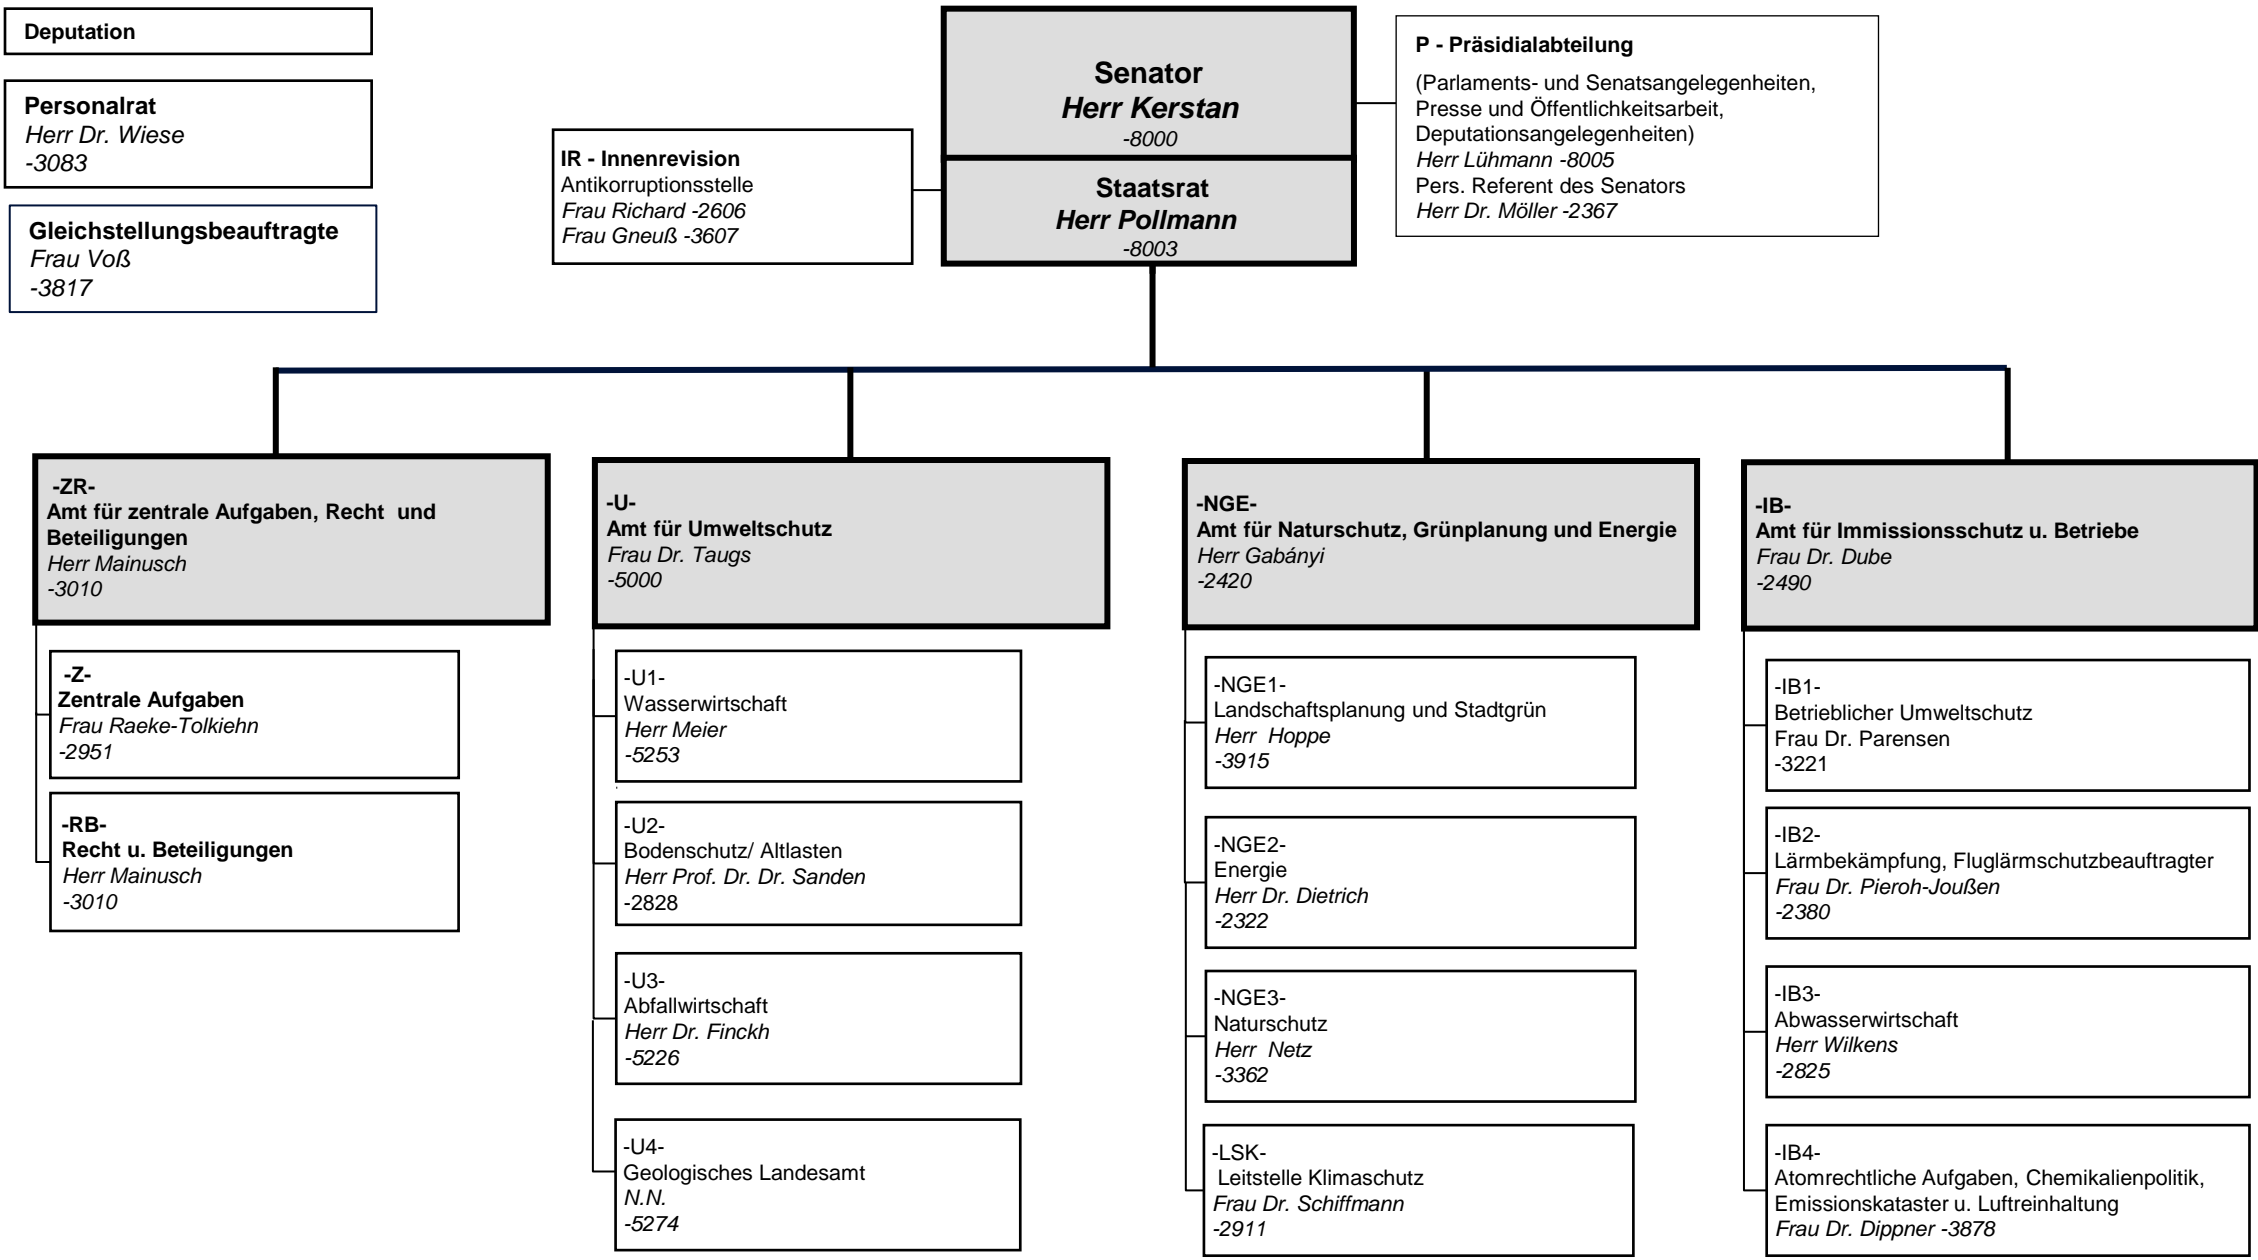 Deputation
Personalrat
Herr Dr. Wiese
-3083
Gleichstellungsbeauftragte
Frau Voß
-3817
IR - Innenrevision
Antikorruptionsstelle
Frau Richard -2606
Frau Gneuß -3607
Senator
Herr Kerstan
-8000
Staatsrat
Herr Pollmann
-8003
P - Präsidialabteilung
(Parlaments- und Senatsangelegenheiten,
Presse und Öffentlichkeitsarbeit,
Deputationsangelegenheiten)
Herr Lühmann -8005
Pers. Referent des Senators
Herr Dr. Möller -2367
-ZR-
Amt für zentrale Aufgaben, Recht und
Beteiligungen
Herr Mainusch
-3010
-Z-
Zentrale Aufgaben
Frau Raeke-Tolkiehn
-2951
-RB-
Recht u. Beteiligungen
Herr Mainusch
-3010
-U-
Amt für Umweltschutz
Frau Dr. Taugs
-5000
-U1-
Wasserwirtschaft
Herr Meier
-5253
-U2-
Bodenschutz/ Altlasten
Herr Prof. Dr. Dr. Sanden
-2828
-U3-
Abfallwirtschaft
Herr Dr. Finckh
-5226
-U4-
Geologisches Landesamt
N.N.
-5274
-NGE-
Amt für Naturschutz, Grünplanung und Energie
Herr Gabányi
-2420
-NGE1-
Landschaftsplanung und Stadtgrün
Herr Hoppe
-3915
-NGE2-
Energie
Herr Dr. Dietrich
-2322
-NGE3-
Naturschutz
Herr Netz
-3362
-LSK-
Leitstelle Klimaschutz
Frau Dr. Schiffmann
-2911
-IB-
Amt für Immissionsschutz u. Betriebe
Frau Dr. Dube
-2490
-IB1-
Betrieblicher Umweltschutz
Frau Dr. Parensen
-3221
-IB2-
Lärmbekämpfung, Fluglärmschutzbeauftragter
Frau Dr. Pieroh-Joußen
-2380
-IB3-
Abwasserwirtschaft
Herr Wilkens
-2825
-IB4-
Atomrechtliche Aufgaben, Chemikalienpolitik,
Emissionskataster u. Luftreinhaltung
Frau Dr. Dippner -3878